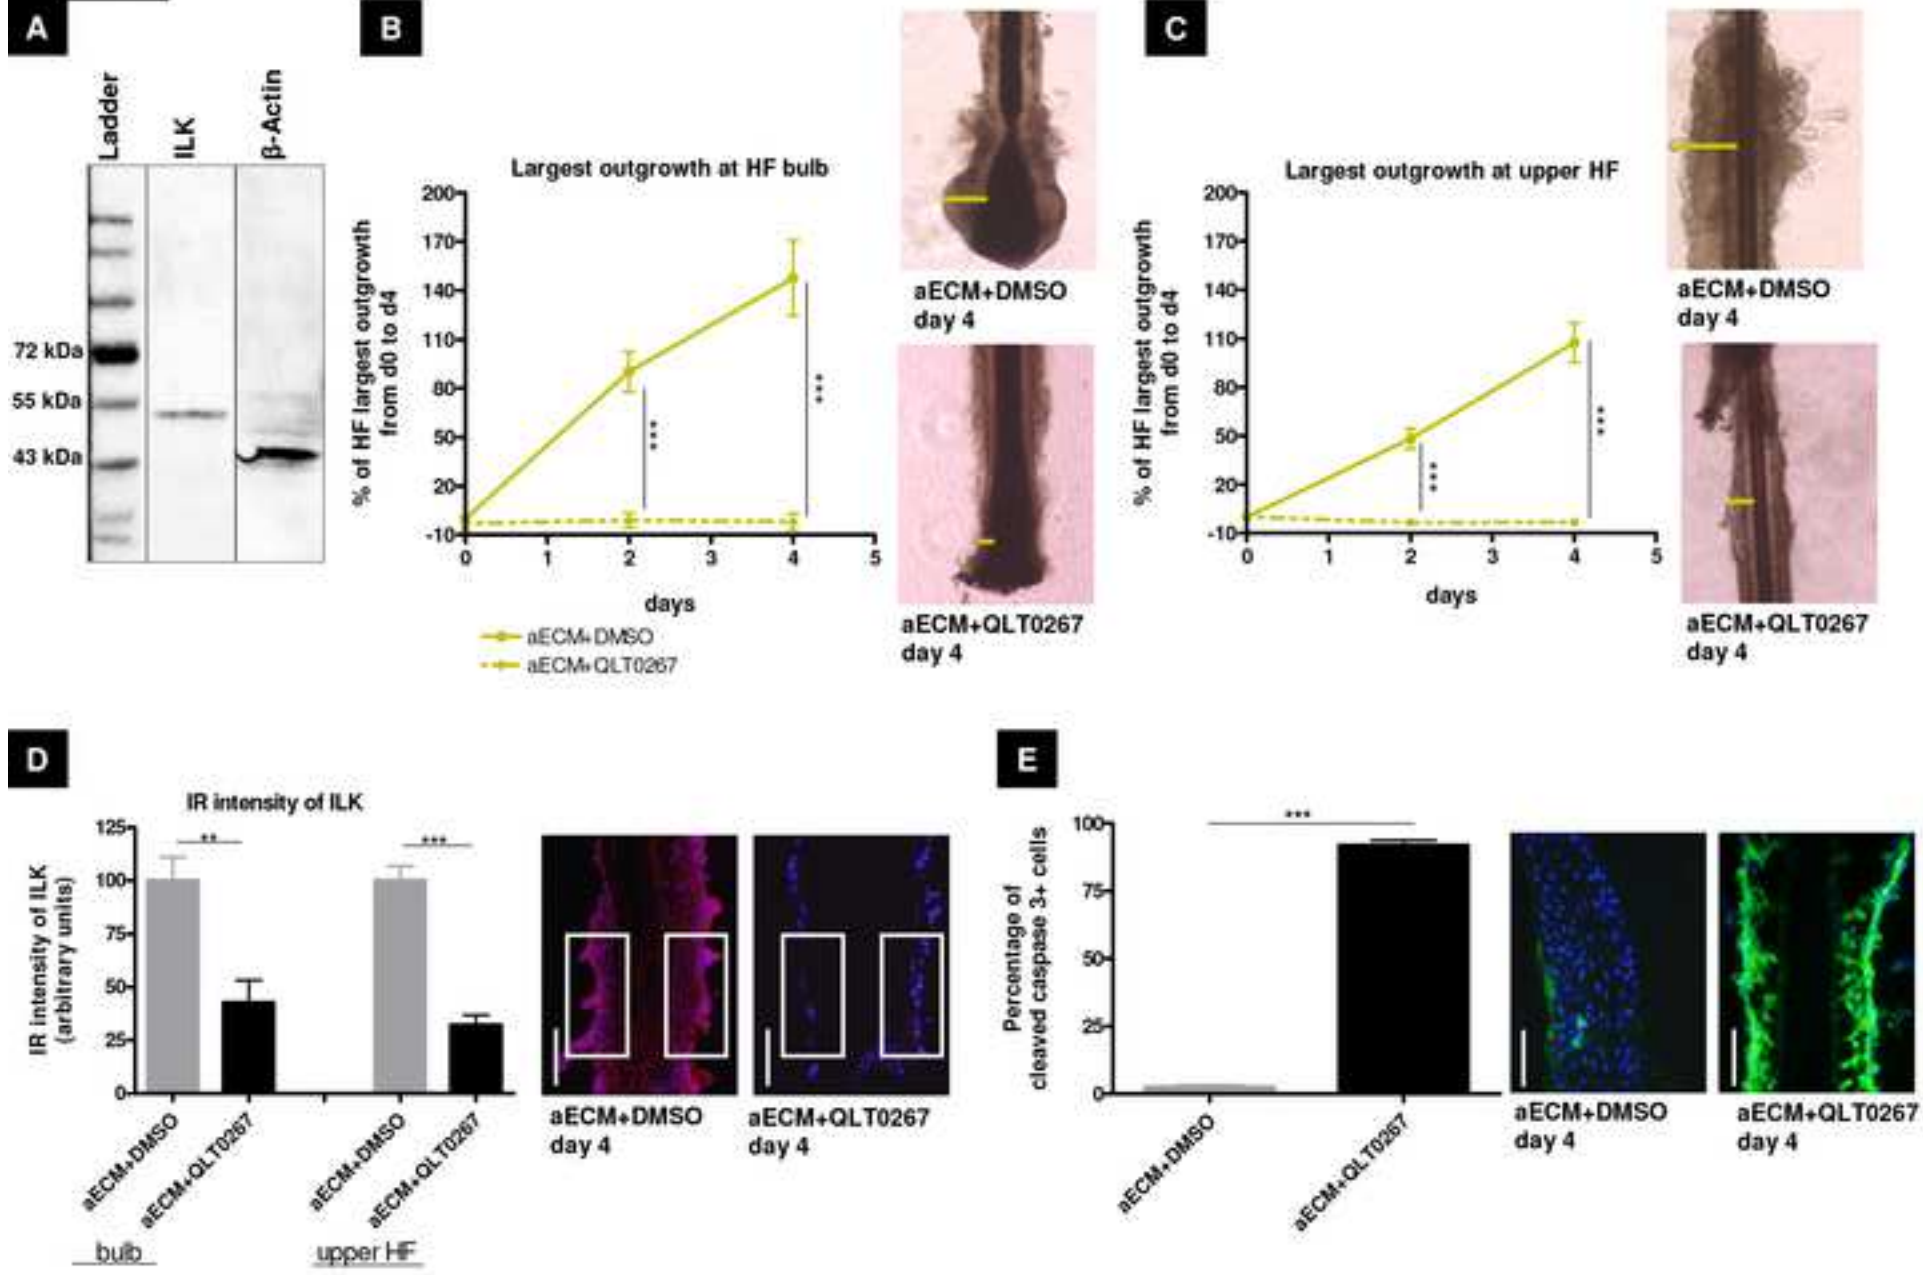 A
Ladder
ILK
β-Actin
72 kDa
55 kDa
43 kDa
B
Largest outgrowth at HF bulb
% of HF largest outgrowth
from d0 to d4
200
170
140
110
80
50
20
-10
0
1
2
3
4
5
***
***
days
aECM+DMSO
aECM+QLT0267
aECM+DMSO
day 4
aECM+QLT0267
day 4
C
Largest outgrowth at upper HF
% of HF largest outgrowth
from d0 to d4
200
170
140
110
80
50
20
-10
0
1
2
3
4
5
***
***
days
aECM+DMSO
day 4
aECM+QLT0267
day 4
D
IR intensity of ILK
IR intensity of ILK
(arbitrary units)
125
100
75
50
25
0
**
***
aECM+DMSO
aECM+QLT0267
aECM+DMSO
aECM+QLT0267
bulb
upper HF
aECM+DMSO
day 4
aECM+QLT0267
day 4
E
Percentage of
cleaved caspase 3+ cells
100
75
50
25
0
***
aECM+DMSO
aECM+QLT0267
aECM+DMSO
day 4
aECM+QLT0267
day 4